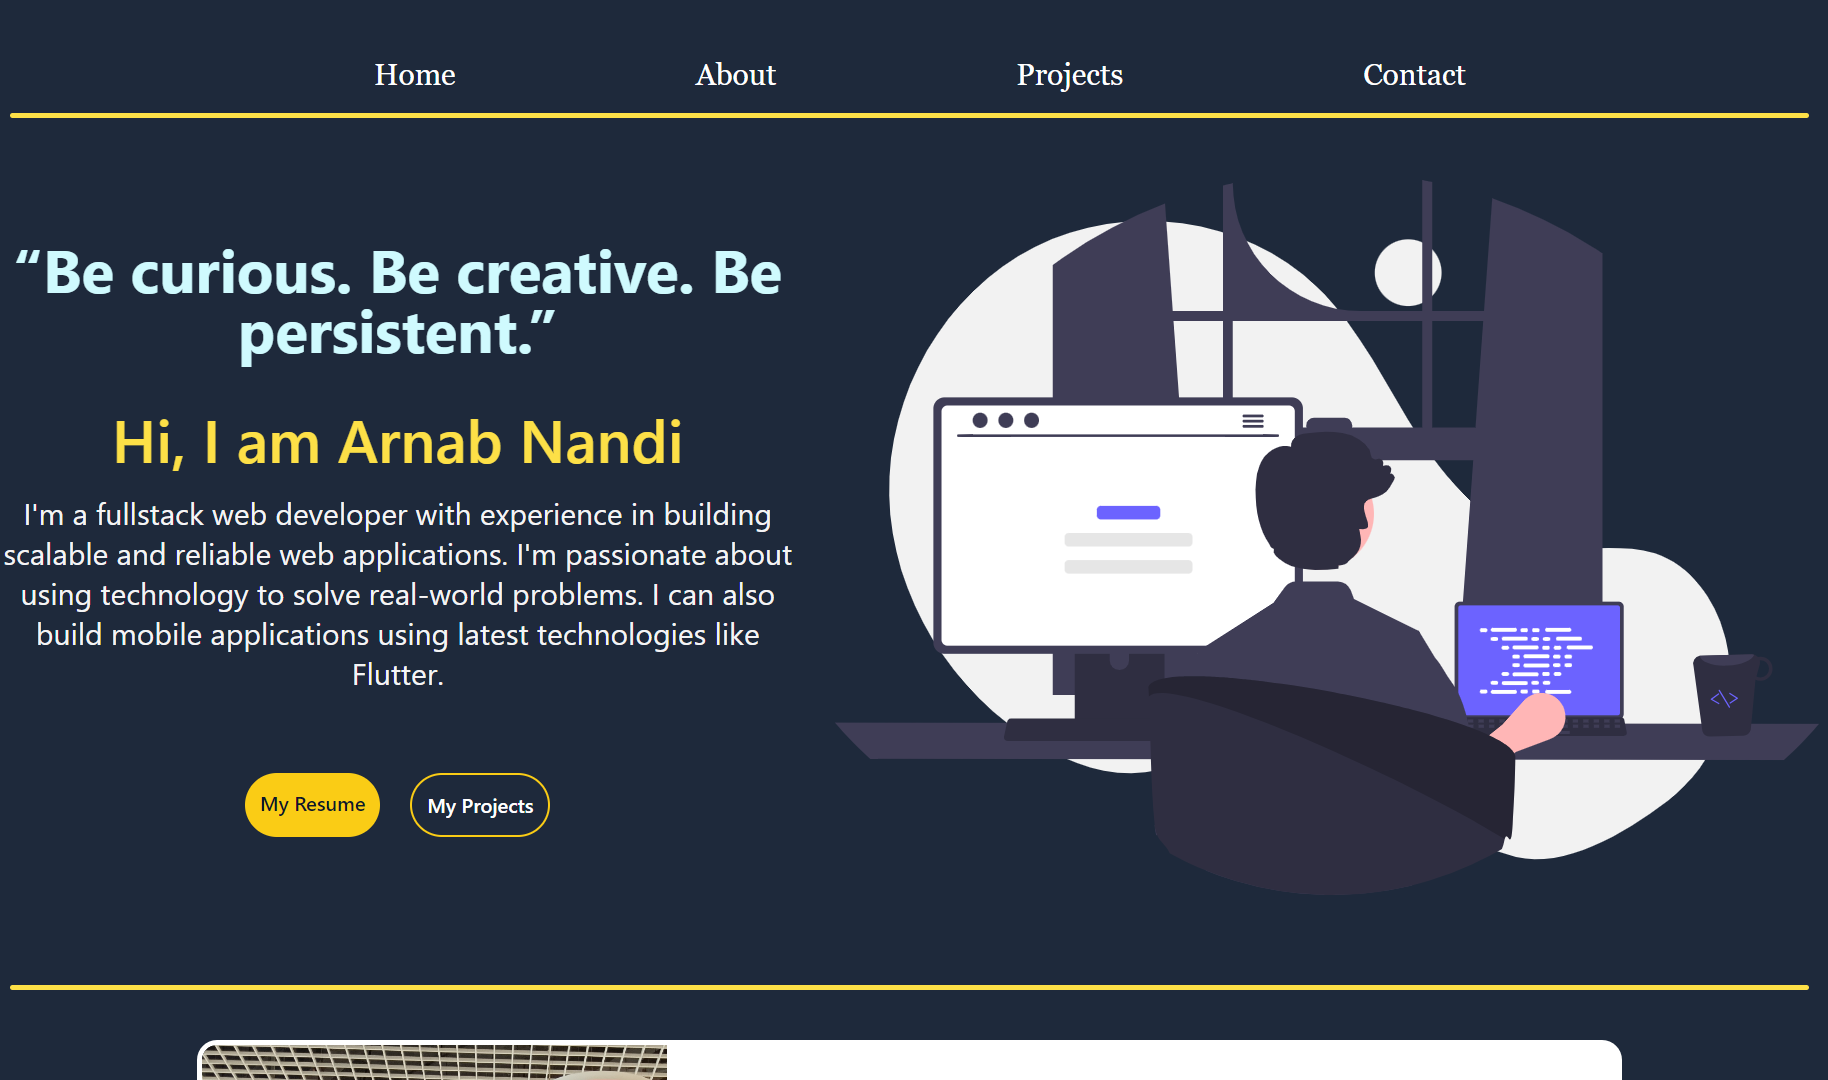 Home About Projects Contact
“Be curious. Be creative. Be
persistent.”
Hi, I am Arnab Nandi
I'm a fullstack web developer with experience in building
scalable and reliable web applications. I'm passionate about
using technology to solve real-world problems. I can also
build mobile applications using latest technologies like
Flutter.
My Resume My Projects
<\>